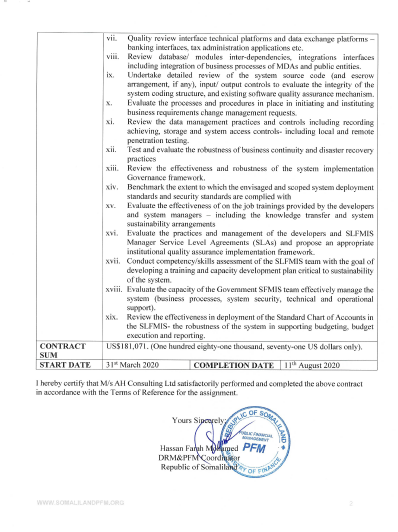 vii. Quality review interface technical platforms and data exchange platforms –
banking interfaces, tax administration applications etc.
viii. Review database/ modules inter-dependencies, integrations interfaces
including integration of business processes of MDAs and public entities.
ix. Undertake detailed review of the system source code (and escrow
arrangement, if any), input/ output controls to evaluate the integrity of the
system coding structure, and existing software quality assurance mechanism.
x. Evaluate the processes and procedures in place in initiating and instituting
business requirements change management requests.
xi. Review the data management practices and controls including recording
achieving, storage and system access controls- including local and remote
penetration testing.
xii. Test and evaluate the robustness of business continuity and disaster recovery
practices
xiii. Review the effectiveness and robustness of the system implementation
Governance framework.
xiv. Benchmark the extent to which the envisaged and scoped system deployment
standards and security standards are complied with
xv. Evaluate the effectiveness of on the job trainings provided by the developers
and system managers – including the knowledge transfer and system
sustainability arrangements
xvi. Evaluate the practices and management of the developers and SLFMIS
Manager Service Level Agreements (SLAs) and propose an appropriate
institutional quality assurance implementation framework.
xvii. Conduct competency/skills assessment of the SLFMIS team with the goal of
developing a training and capacity development plan critical to sustainability
of the system.
xviii. Evaluate the capacity of the Government SFMIS team effectively manage the
system (business processes, system security, technical and operational
support).
xix. Review the effectiveness in deployment of the Standard Chart of Accounts in
the SLFMIS- the robustness of the system in supporting budgeting, budget
execution and reporting.
CONTRACT SUM US$181,071. (One hundred eighty-one thousand, seventy-one US dollars only).
START DATE 31st March 2020 COMPLETION DATE 11th August 2020
I hereby certify that M/s AH Consulting Ltd satisfactorily performed and completed the above contract
in accordance with the Terms of Reference for the assignment.
Yours Sincerely,
Hassan Farah Mohamed
DRM&PFM Coordinator
Republic of Somaliland
REPUBLIC OF SOMALILAND
PUBLIC FINANCIAL
MANAGEMENT
PFM
MINISTRY OF FINANCE
WWW.SOMALILANDPFM.ORG
2